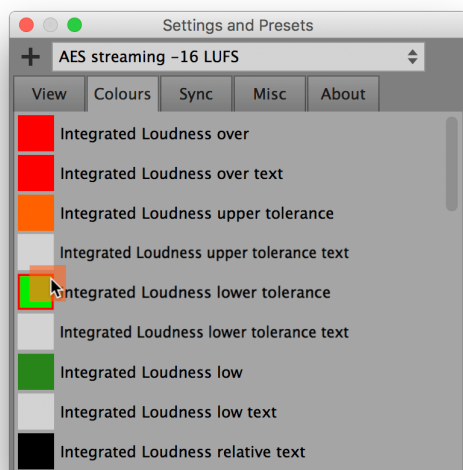 Settings and Presets
AES streaming -16 LUFS
View Colours Sync Misc About
Integrated Loudness over
Integrated Loudness over text
Integrated Loudness upper tolerance
Integrated Loudness upper tolerance text
Integrated Loudness lower tolerance
Integrated Loudness lower tolerance text
Integrated Loudness low
Integrated Loudness low text
Integrated Loudness relative text